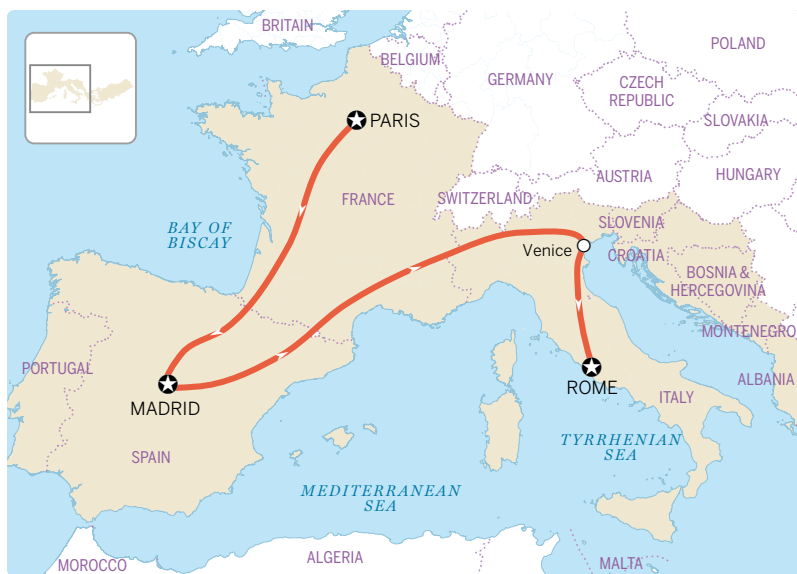 BRITAIN
POLAND
BELGIUM
GERMANY
CZECH
REPUBLIC
PARIS
SLOVAKIA
AUSTRIA
HUNGARY
FRANCE
SWITZERLAND
BAY OF
BISCAY
SLOVENIA
Venice
CROATIA
BOSNIA &
HERCEGOVINA
MONTENEGRO
PORTUGAL
ALBANIA
MADRID
ROME
ITALY
SPAIN
TYRRHENIAN
SEA
MEDITERRANEAN
SEA
MOROCCO
ALGERIA
MALTA